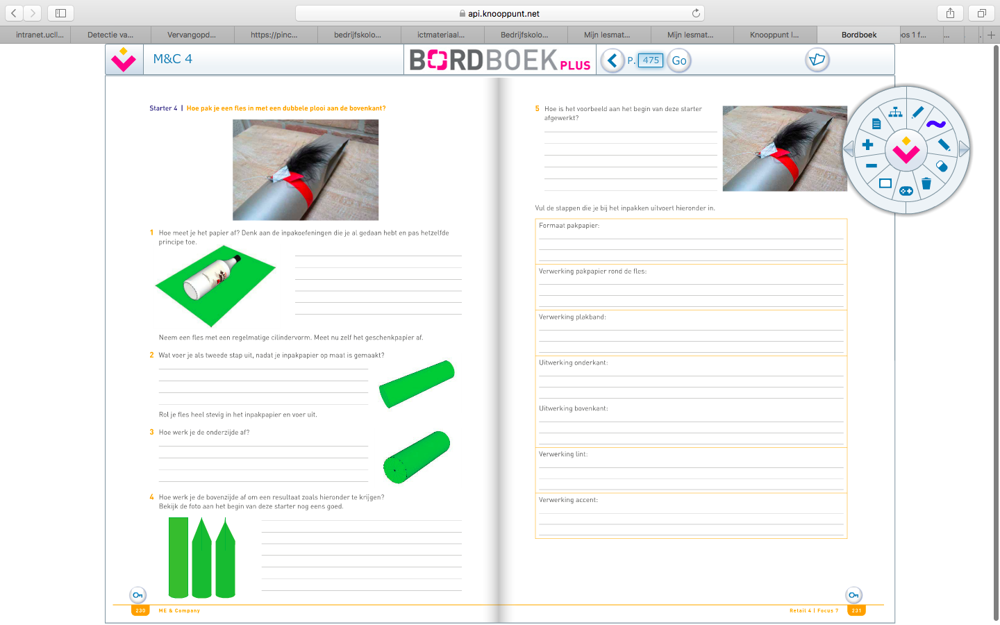 api.knooppunt.net
intranet.ucll...
Detectie va...
Vervangopd...
https://pinc...
bedrijfskolo...
ictmateriaal...
Bedrijfskolo...
Mijn lesmat...
Mijn lesmat...
Knooppunt l...
Bordboek
os 1 f...
...
M&C 4
BORDBOEK PLUS
P. 475 Go
Starter 4 | Hoe pak je een fles in met een dubbele plooi aan de bovenkant?
1 Hoe meet je het papier af? Denk aan de inpakoefeningen die je al gedaan hebt en pas hetzelfde
principe toe.
Neem een fles met een regelmatige cilindervorm. Meet nu zelf het geschenkpapier af.
2 Wat voer je als tweede stap uit, nadat je inpakpapier op maat is gemaakt?
Rol je fles heel stevig in het inpakpapier en voer uit.
3 Hoe werk je de onderzijde af?
4 Hoe werk je de bovenzijde af om een resultaat zoals hieronder te krijgen?
Bekijk de foto aan het begin van deze starter nog eens goed.
230 ME & Company
5 Hoe is het voorbeeld aan het begin van deze starter
afgewerkt?
Vul de stappen die je bij het inpakken uitvoert hieronder in.
Formaat pakpapier:
Verwerking pakpapier rond de fles:
Verwerking plakband:
Uitwerking onderkant:
Uitwerking bovenkant:
Verwerking lint:
Verwerking accent:
Retail 4 | Focus 7 231